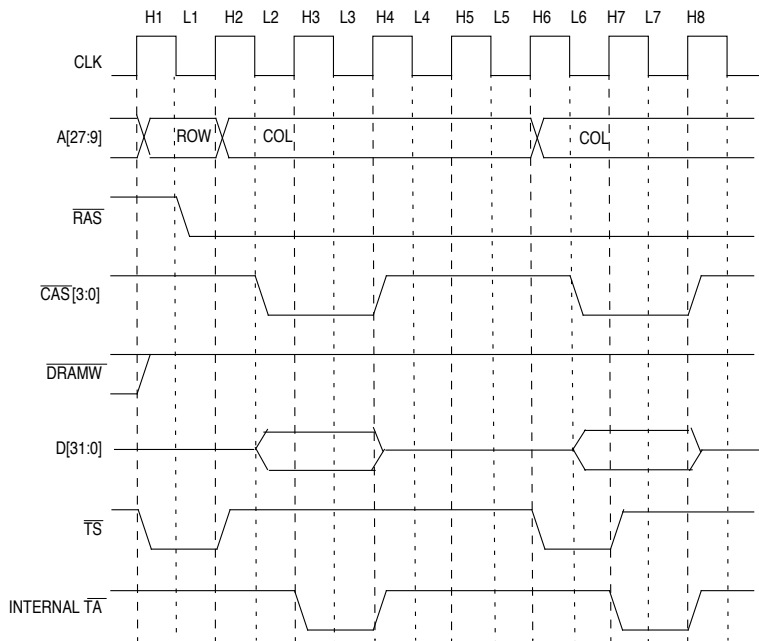 H1 L1 H2 L2 H3 L3 H4 L4 H5 L5 H6 L6 H7 L7 H8
CLK
A[27:9] ROW COL COL
RAS
CAS[3:0]
DRAMW
D[31:0]
TS
INTERNAL TA